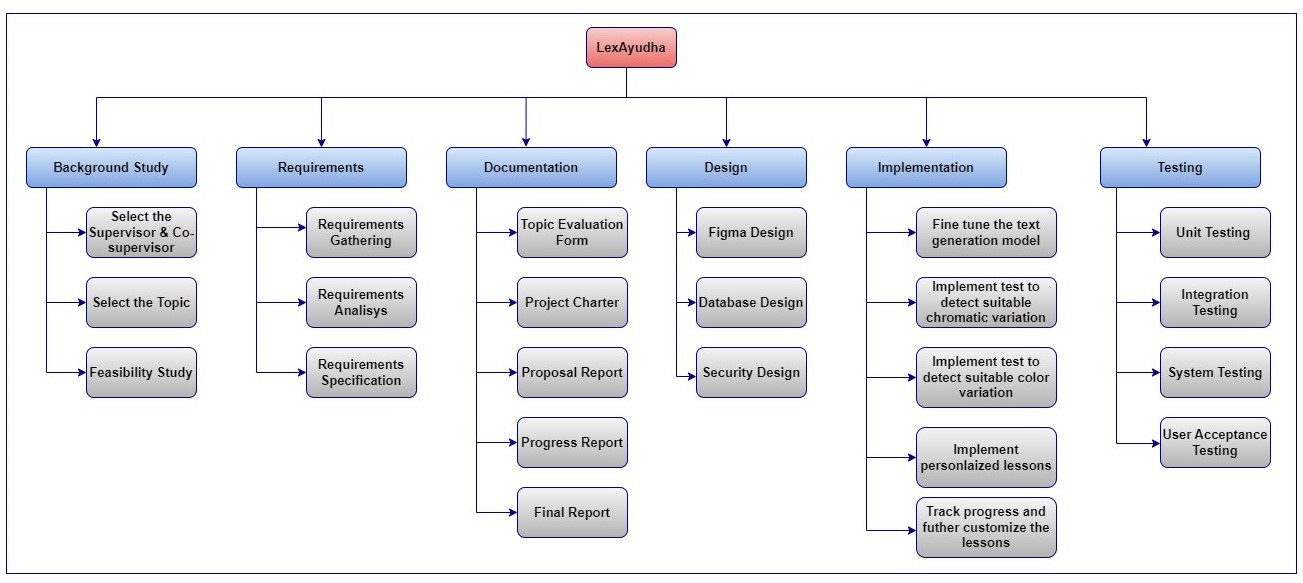 LexAyudha
Background Study
Select the
Supervisor & Co-
supervisor
Select the Topic
Feasibility Study
Requirements
Requirements
Gathering
Requirements
Analisys
Requirements
Specification
Documentation
Topic Evaluation
Form
Project Charter
Proposal Report
Progress Report
Final Report
Design
Figma Design
Database Design
Security Design
Implementation
Fine tune the text
generation model
Implement test to
detect suitable
chromatic variation
Implement test to
detect suitable color
variation
Implement
personlaized lessons
Track progress and
futher customize the
lessons
Testing
Unit Testing
Integration
Testing
System Testing
User Acceptance
Testing